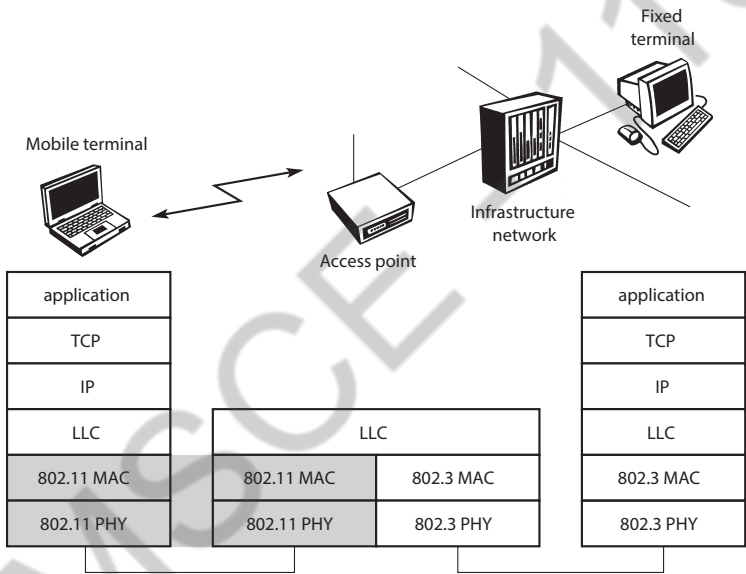 Fixed
terminal
Mobile terminal
Infrastructure
network
Access point
application
TCP
IP
LLC
802.11 MAC
802.11 PHY
LLC
802.11 MAC
802.3 MAC
802.11 PHY
802.3 PHY
application
TCP
IP
LLC
802.3 MAC
802.3 PHY